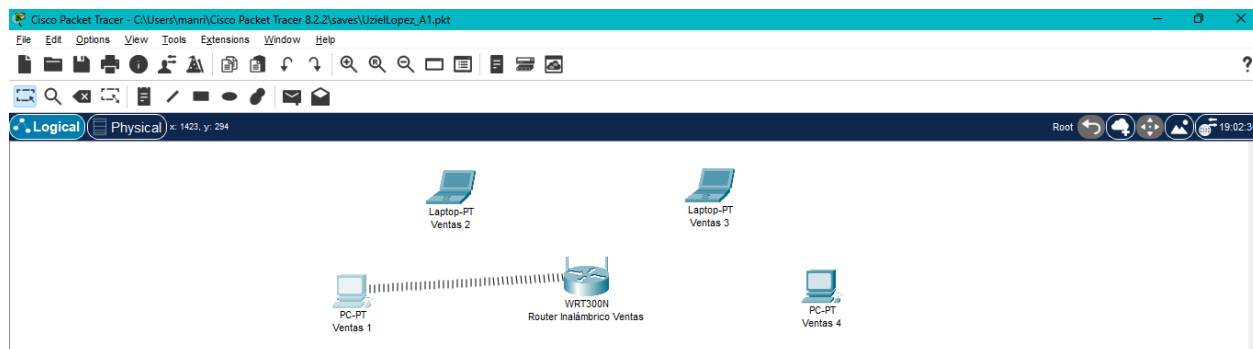 Cisco Packet Tracer - C:\Users\manri\Cisco Packet Tracer 8.2.2\saves\UzielLopez_A1.pkt
File Edit Options View Tools Extensions Window Help
?
Logical Physical x: 1423, y: 294 Root
Laptop-PT
Ventas 2
Laptop-PT
Ventas 3
PC-PT
Ventas 1
WRT300N
Router Inalámbrico Ventas
PC-PT
Ventas 4